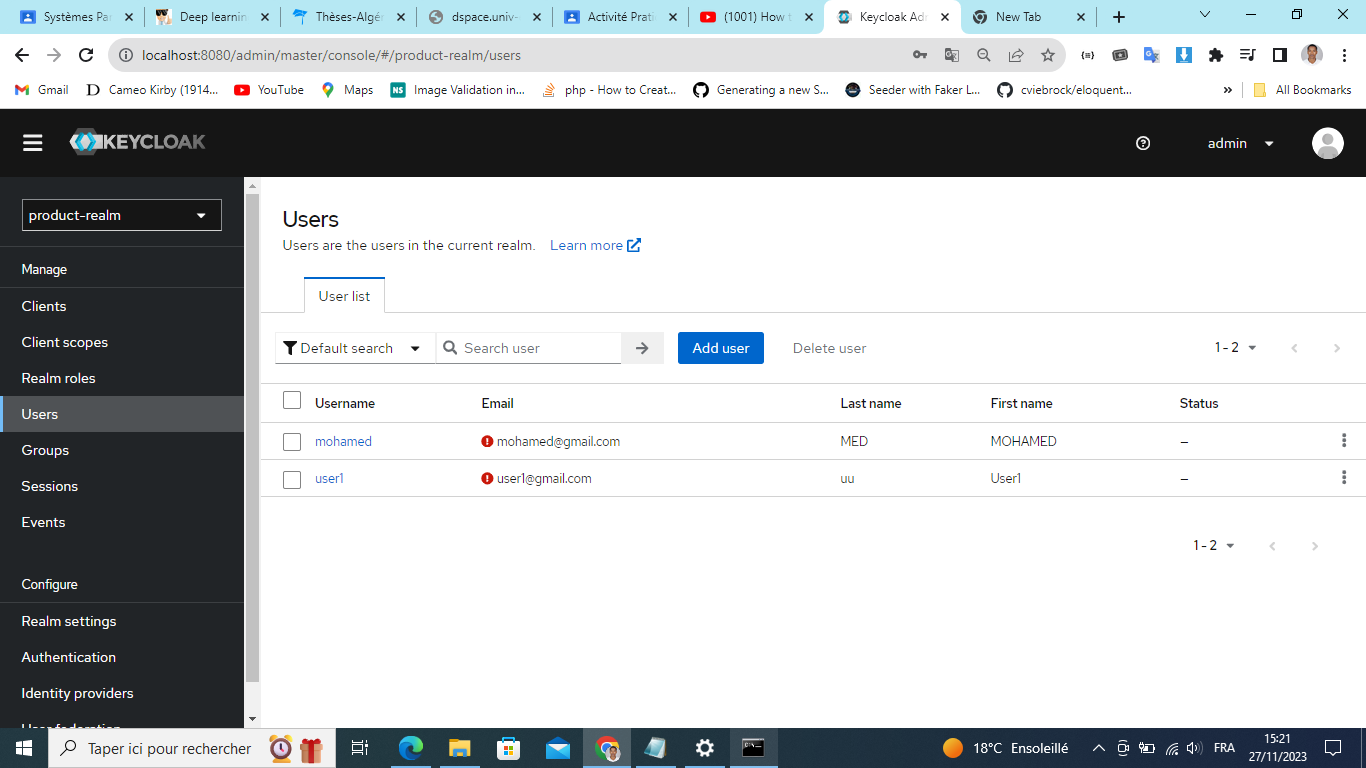 Systèmes Par
Deep learnin
Thèses-Algé
dspace.univ-
Activité Prati
(1001) How t
Keycloak Adm
New Tab
localhost:8080/admin/master/console/#/product-realm/users
Gmail
Cameo Kirby (1914...
YouTube
Maps
NS Image Validation in...
php - How to Creat...
Generating a new S...
Seeder with Faker L...
cviebrock/eloquent...
»
All Bookmarks
KEYCLOAK
admin
product-realm
Manage
Clients
Client scopes
Realm roles
Users
Groups
Sessions
Events
Configure
Realm settings
Authentication
Identity providers
User federation
Users
Users are the users in the current realm. Learn more
User list
Default search
Search user
Add user
Delete user
1 - 2
Username Email Last name First name Status
mohamed mohamed@gmail.com MED MOHAMED –
user1 user1@gmail.com uu User1 –
1 - 2
Taper ici pour rechercher
18°C Ensoleillé
FRA
15:21
27/11/2023